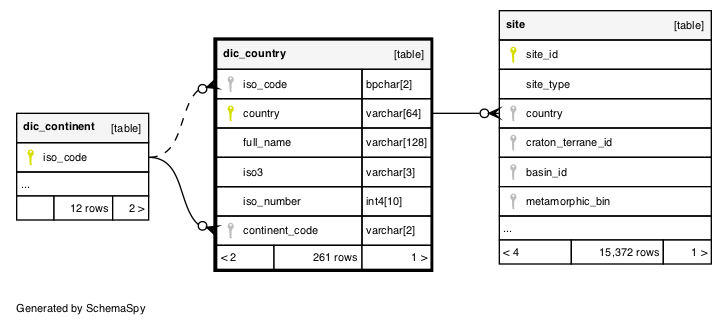 dic_continent [table]
iso_code
...
12 rows 2 >
dic_country [table]
iso_code bpchar[2]
country varchar[64]
full_name varchar[128]
iso3 varchar[3]
iso_number int4[10]
continent_code varchar[2]
< 2 261 rows 1 >
site [table]
site_id
site_type
country
craton_terrane_id
basin_id
metamorphic_bin
...
< 4 15,372 rows 1 >
Generated by SchemaSpy